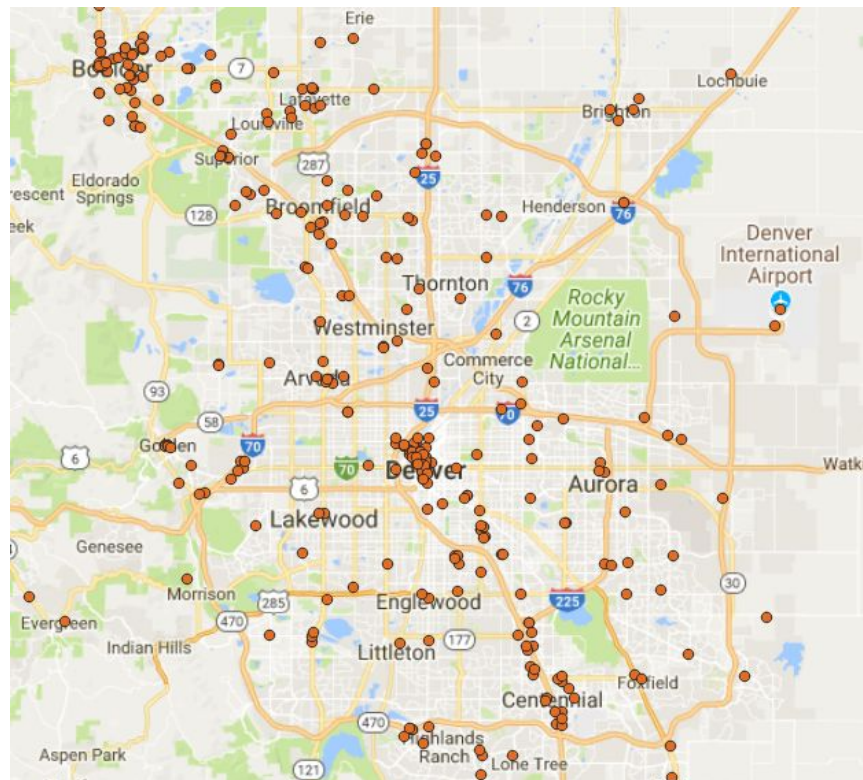 Erie
Boulder
7
Lochbuie
Lafayette
Brighton
Louisville
Superior
287
25
Eldorado
Springs
rescent
128
Broomfield
Henderson
76
eek
Denver
International
Airport
Thornton
76
Rocky
Mountain
Arsenal
National...
2
Westminster
Commerce
City
Arvada
93
58
25
70
Golden
70
6
70
Denver
Watk
6
Aurora
Lakewood
Genesee
30
Morrison
285
Englewood
225
Evergreen
470
Indian Hills
177
Littleton
Foxfield
Centennial
470
Highlands
Ranch
Aspen Park
121
Lone Tree